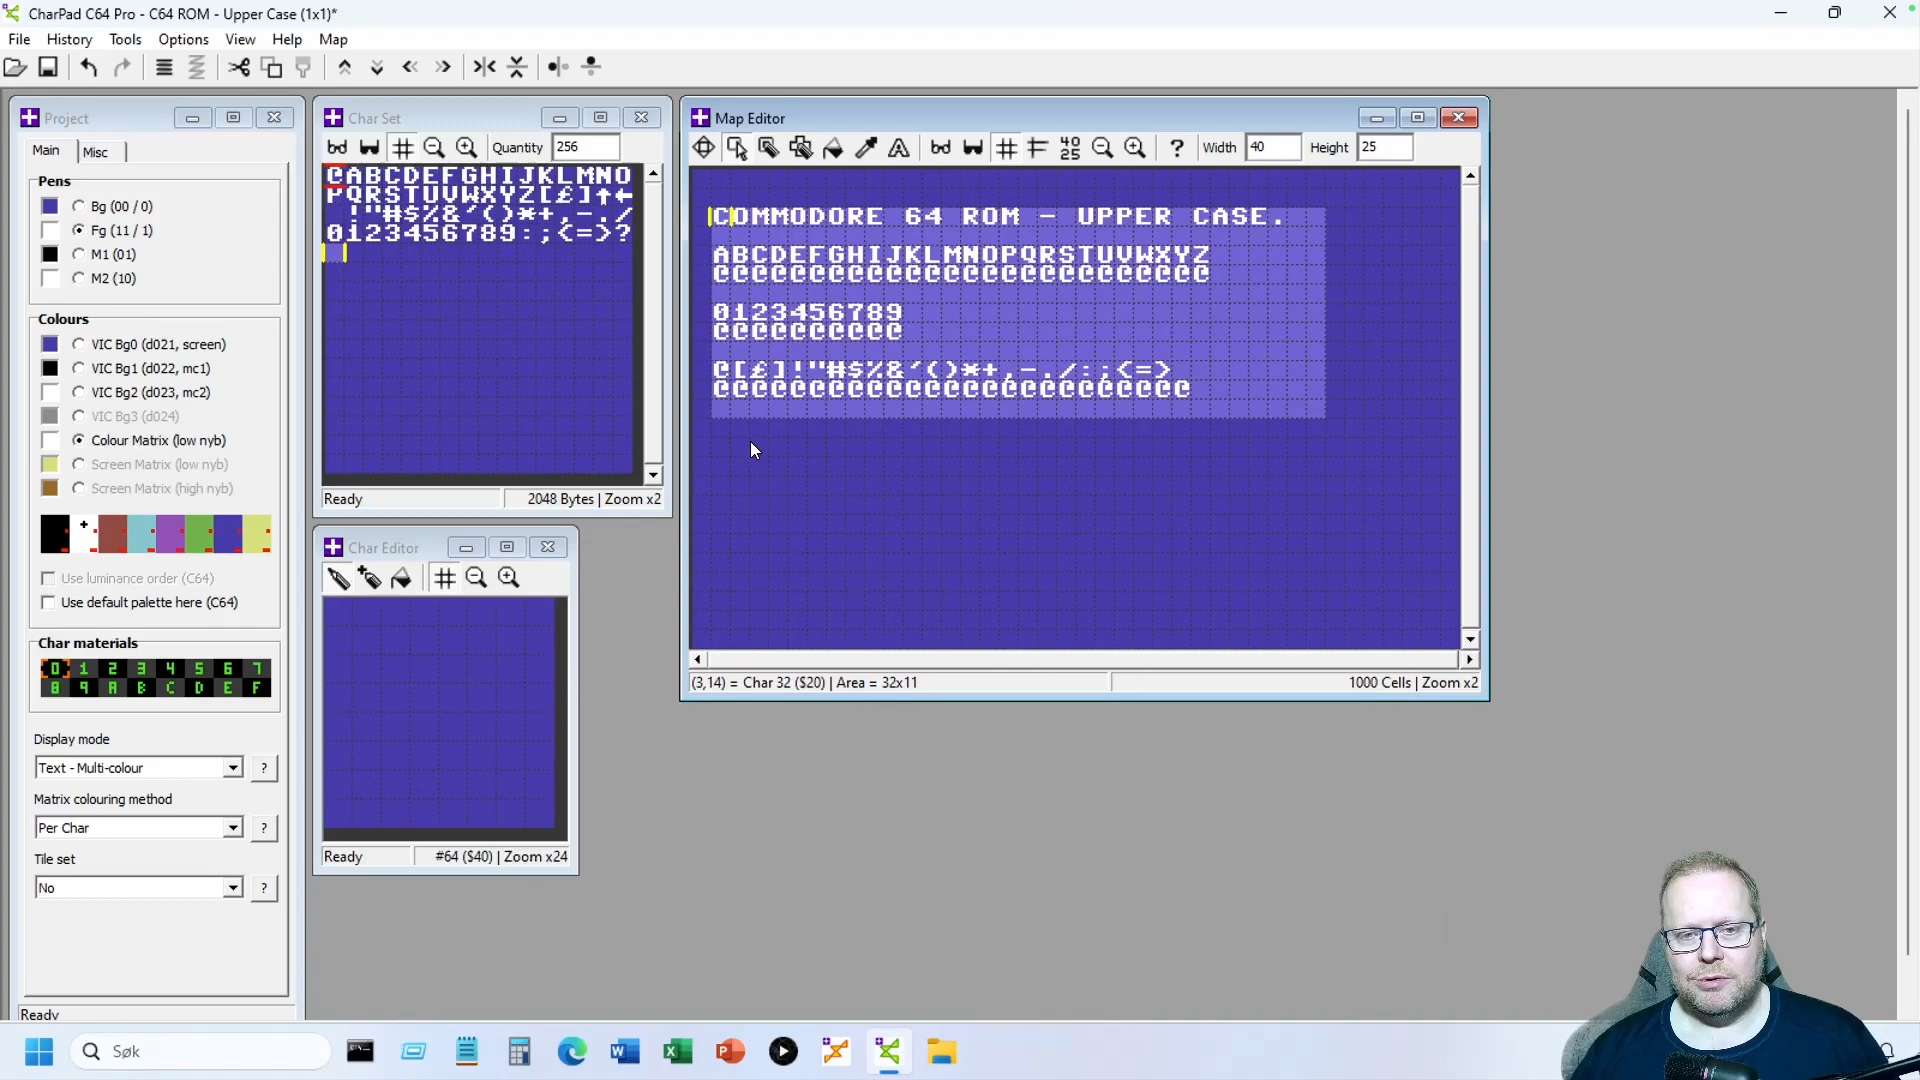 CharPad C64 Pro - C64 ROM - Upper Case (1x1)*
File History Tools Options View Help Map
Project
Main Misc
Pens
Bg (00 / 0)
Fg (11 / 1)
M1 (01)
M2 (10)
Colours
VIC Bg0 (d021, screen)
VIC Bg1 (d022, mc1)
VIC Bg2 (d023, mc2)
VIC Bg3 (d024)
Colour Matrix (low nyb)
Screen Matrix (low nyb)
Screen Matrix (high nyb)
Use luminance order (C64)
Use default palette here (C64)
Char materials
0 1 2 3 4 5 6 7
8 9 A B C D E F
Display mode
Text - Multi-colour ?
Matrix colouring method
Per Char ?
Tile set
No ?
Ready
Char Set
Quantity 256
@ABCDEFGHIJKLMNO
PQRSTUVWXYZ[£]↑←
!"#$%&'()*+,-./
0123456789:;<=>?
Ready 2048 Bytes | Zoom x2
Char Editor
Ready #64 ($40) | Zoom x24
Map Editor
40
25
? Width 40 Height 25
COMMODORE 64 ROM - UPPER CASE.
ABCDEFGHIJKLMNOPQRSTUVWXYZ
@@@@@@@@@@@@@@@@@@@@@@@@@@
0123456789
@@@@@@@@@@
@[£]!"#$%&'()*+,-./:;<=>
@@@@@@@@@@@@@@@@@@@@@@@@@
(3,14) = Char 32 ($20) | Area = 32x11 1000 Cells | Zoom x2
Søk